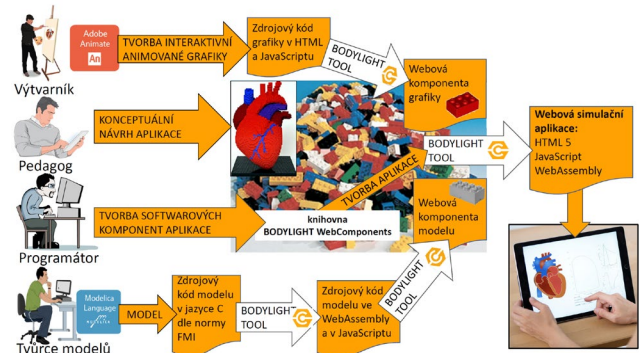 Adobe
Animate
An
TVORBA INTERAKTIVNÍ
ANIMOVANÉ GRAFIKY
Zdrojový kód
grafiky v HTML
a JavaScriptu
BODYLIGHT
TOOL
Webová
komponenta
grafiky
Výtvarník
KONCEPTUÁLNÍ
NÁVRH APLIKACE
Pedagog
BODYLIGHT
TOOL
Webová simulační
aplikace:
HTML 5
JavaScript
WebAssembly
TVORBA APLIKACE
TVORBA SOFTWAROVÝCH
KOMPONENT APLIKACE
knihovna
BODYLIGHT WebComponents
Webová
komponenta
modelu
Programátor
Modelica
Language
MODEL
Zdrojový
kód modelu
v jazyce C
dle normy
FMI
BODYLIGHT
TOOL
Zdrojový kód
modelu ve
WebAssembly
a v JavaScriptu
BODYLIGHT
TOOL
Tvůrce modelů